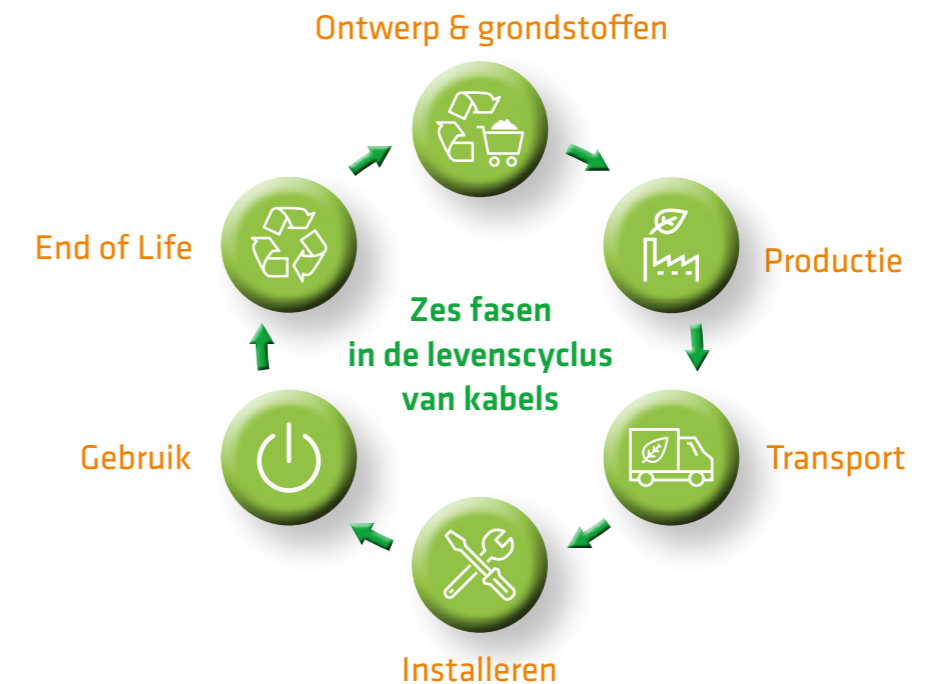 Ontwerp & grondstoffen
End of Life
Productie
Zes fasen
in de levenscyclus
van kabels
Gebruik
Transport
Installeren